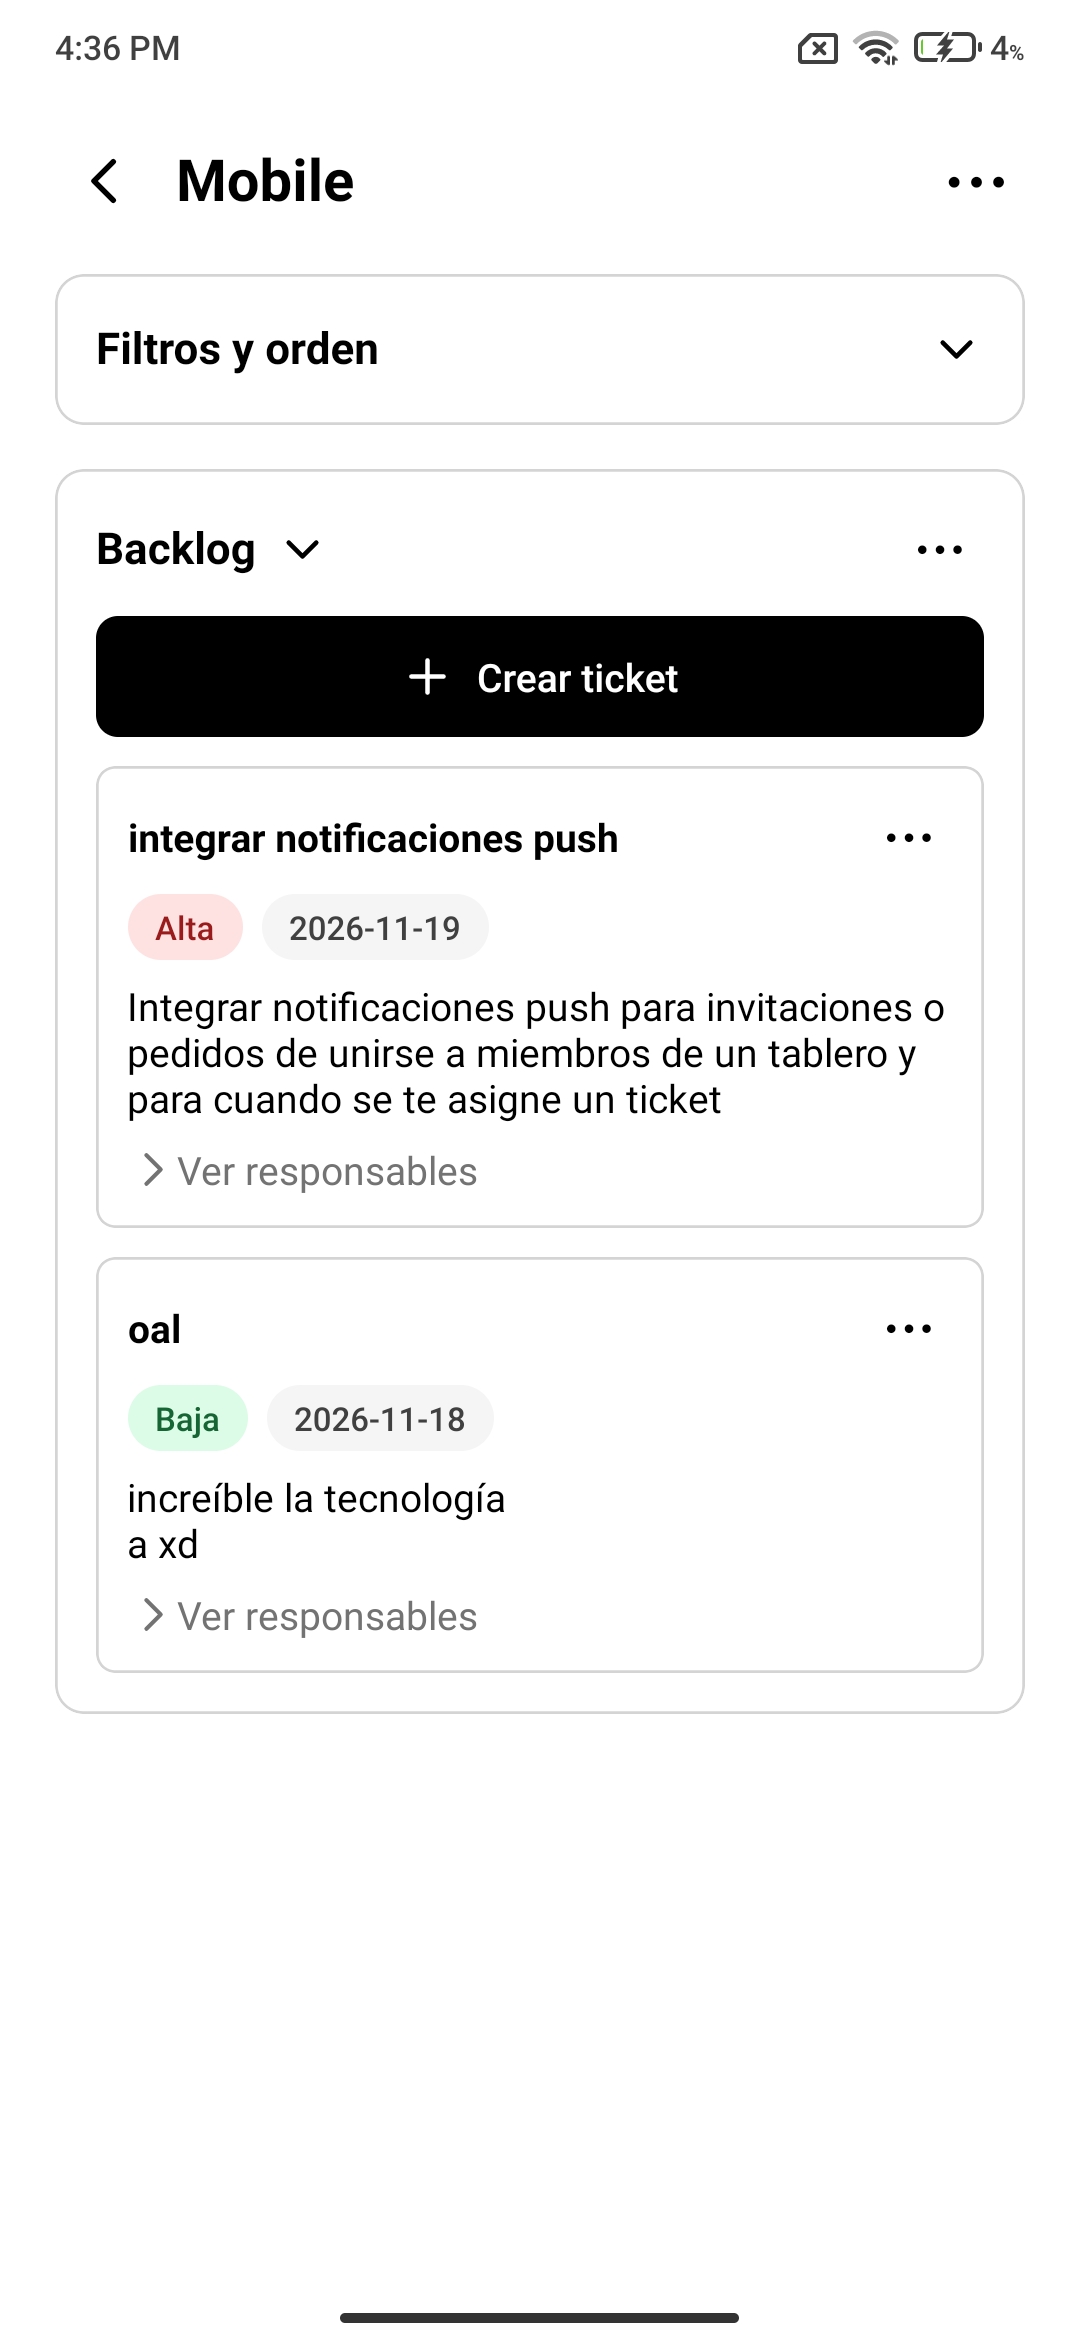 4:36 PM 4%
Mobile
Filtros y orden
Backlog
Crear ticket
integrar notificaciones push
Alta 2026-11-19
Integrar notificaciones push para invitaciones o
pedidos de unirse a miembros de un tablero y
para cuando se te asigne un ticket
Ver responsables
oal
Baja 2026-11-18
increíble la tecnología
a xd
Ver responsables